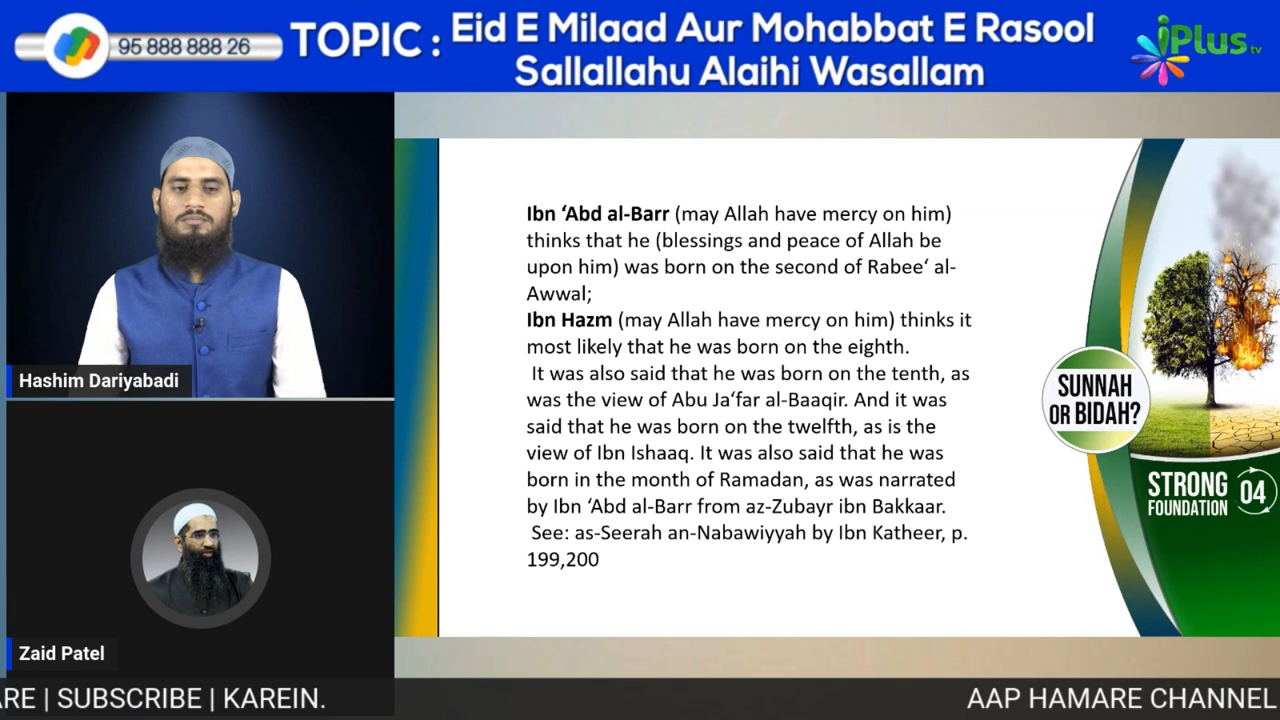 95 888 888 26
TOPIC :
Eid E Milaad Aur Mohabbat E Rasool
Sallallahu Alaihi Wasallam
iPlus tv
Hashim Dariyabadi
Zaid Patel
Ibn ‘Abd al-Barr (may Allah have mercy on him)
thinks that he (blessings and peace of Allah be
upon him) was born on the second of Rabee‘ al-
Awwal;
Ibn Hazm (may Allah have mercy on him) thinks it
most likely that he was born on the eighth.
It was also said that he was born on the tenth, as
was the view of Abu Ja‘far al-Baaqir. And it was
said that he was born on the twelfth, as is the
view of Ibn Ishaaq. It was also said that he was
born in the month of Ramadan, as was narrated
by Ibn ‘Abd al-Barr from az-Zubayr ibn Bakkaar.
See: as-Seerah an-Nabawiyyah by Ibn Katheer, p.
199,200
SUNNAH
OR BIDAH?
STRONG
FOUNDATION
04
ARE | SUBSCRIBE | KAREIN.
AAP HAMARE CHANNEL